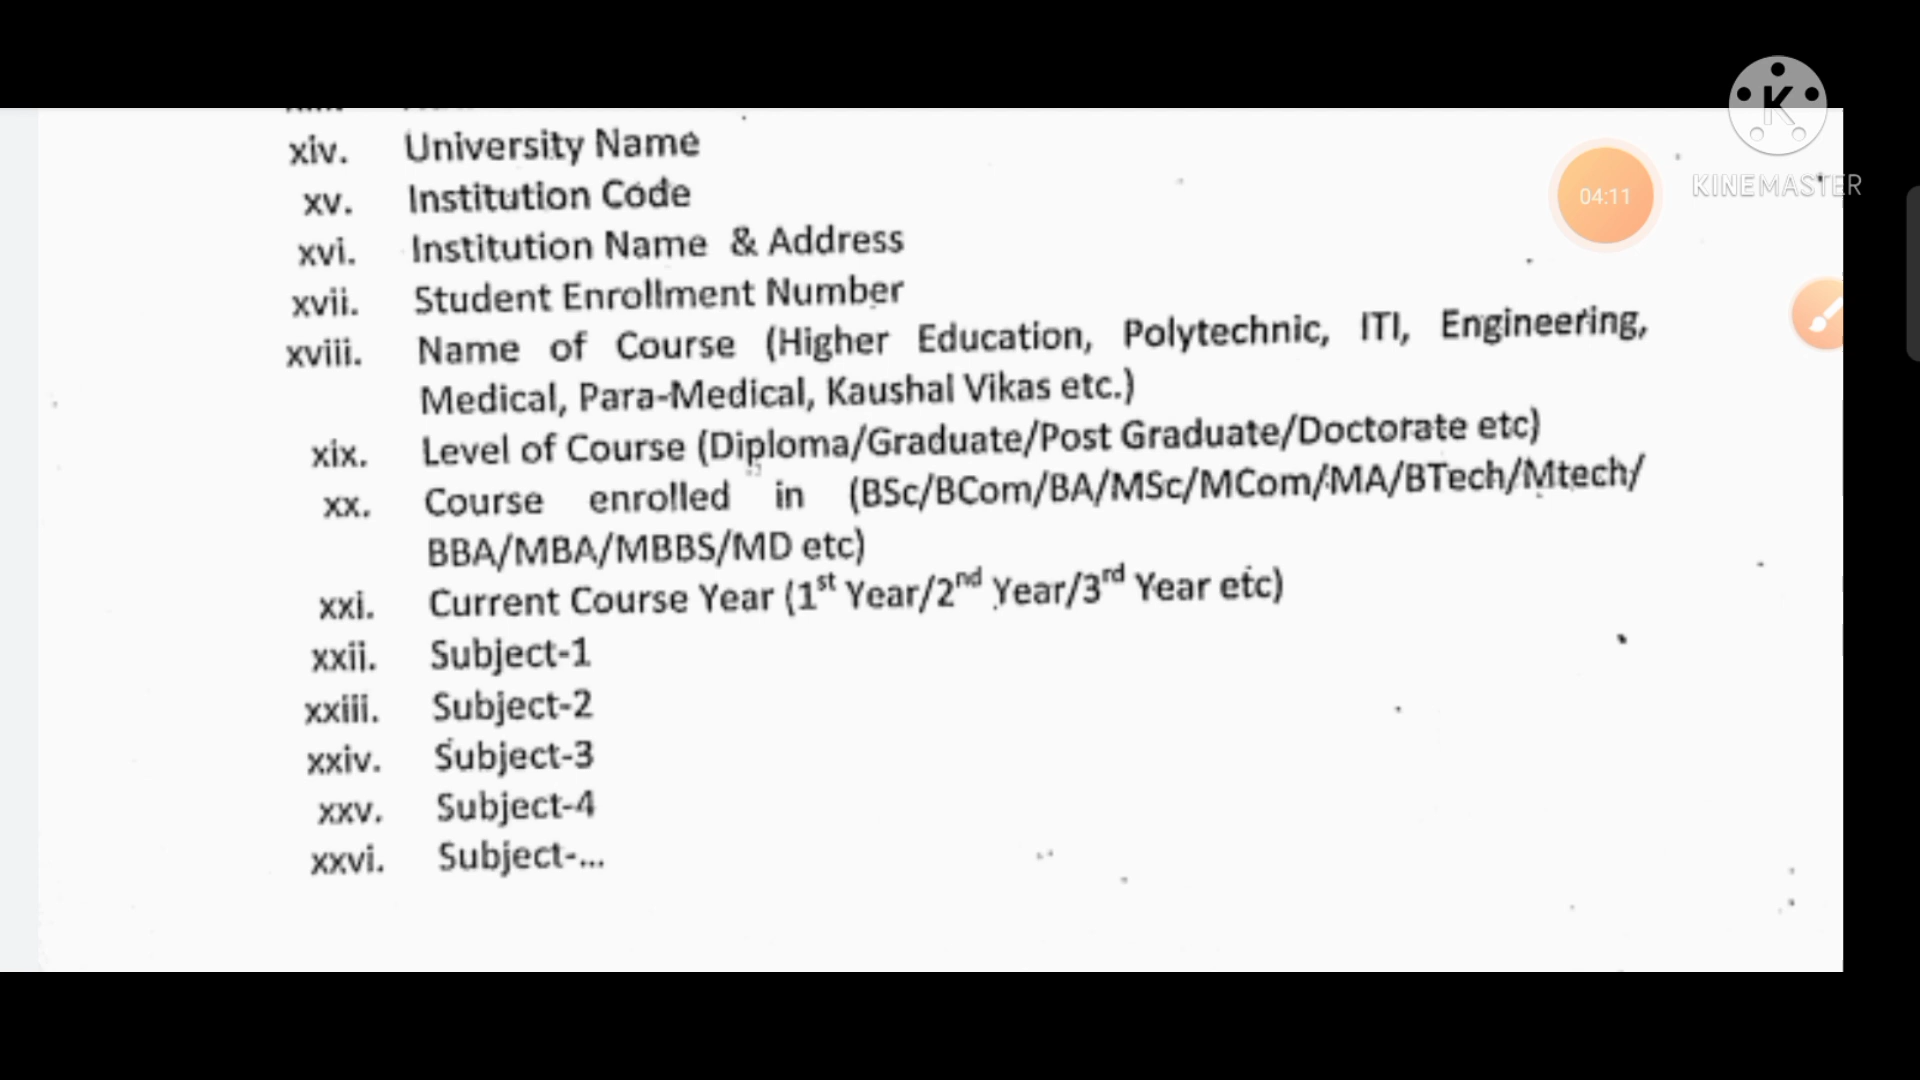 xiv. University Name
xv. Institution Code
xvi. Institution Name & Address
xvii. Student Enrollment Number
xviii. Name of Course (Higher Education, Polytechnic, ITI, Engineering,
Medical, Para-Medical, Kaushal Vikas etc.)
xix. Level of Course (Diploma/Graduate/Post Graduate/Doctorate etc)
xx. Course enrolled in (BSc/BCom/BA/MSc/MCom/MA/BTech/Mtech/
BBA/MBA/MBBS/MD etc)
xxi. Current Course Year (1st Year/2nd Year/3rd Year etc)
xxii. Subject-1
xxiii. Subject-2
xxiv. Subject-3
xxv. Subject-4
xxvi. Subject-...
04:11
K
KINEMASTER